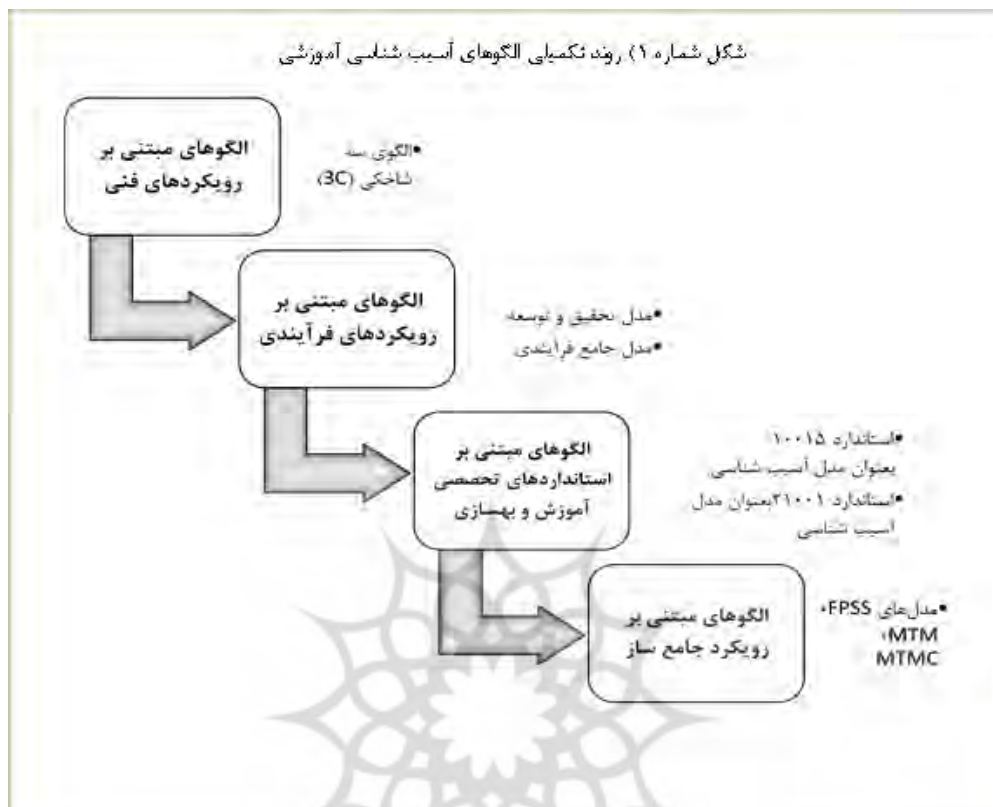 شکل شماره ۱) روند تکمیلی الگوهای آسیب شناسی آموزشی
الگوهای مبتنی بر
رویکردهای فنی
•الگوی سه
شاخکی (3C)
الگوهای مبتنی بر
رویکردهای فرآیندی
•مدل تحقیق و توسعه
•مدل جامع فرآیندی
الگوهای مبتنی بر
استانداردهای تخصصی
آموزش و بهسازی
•استاندارد ۱۰۰۱۵
بعنوان مدل آسیب شناسی
•استاندارد ۲۱۰۰۱بعنوان مدل
آسیب شناسی
الگوهای مبتنی بر
رویکرد جامع ساز
•مدل‌های FPSS،
MTM،
MTMC